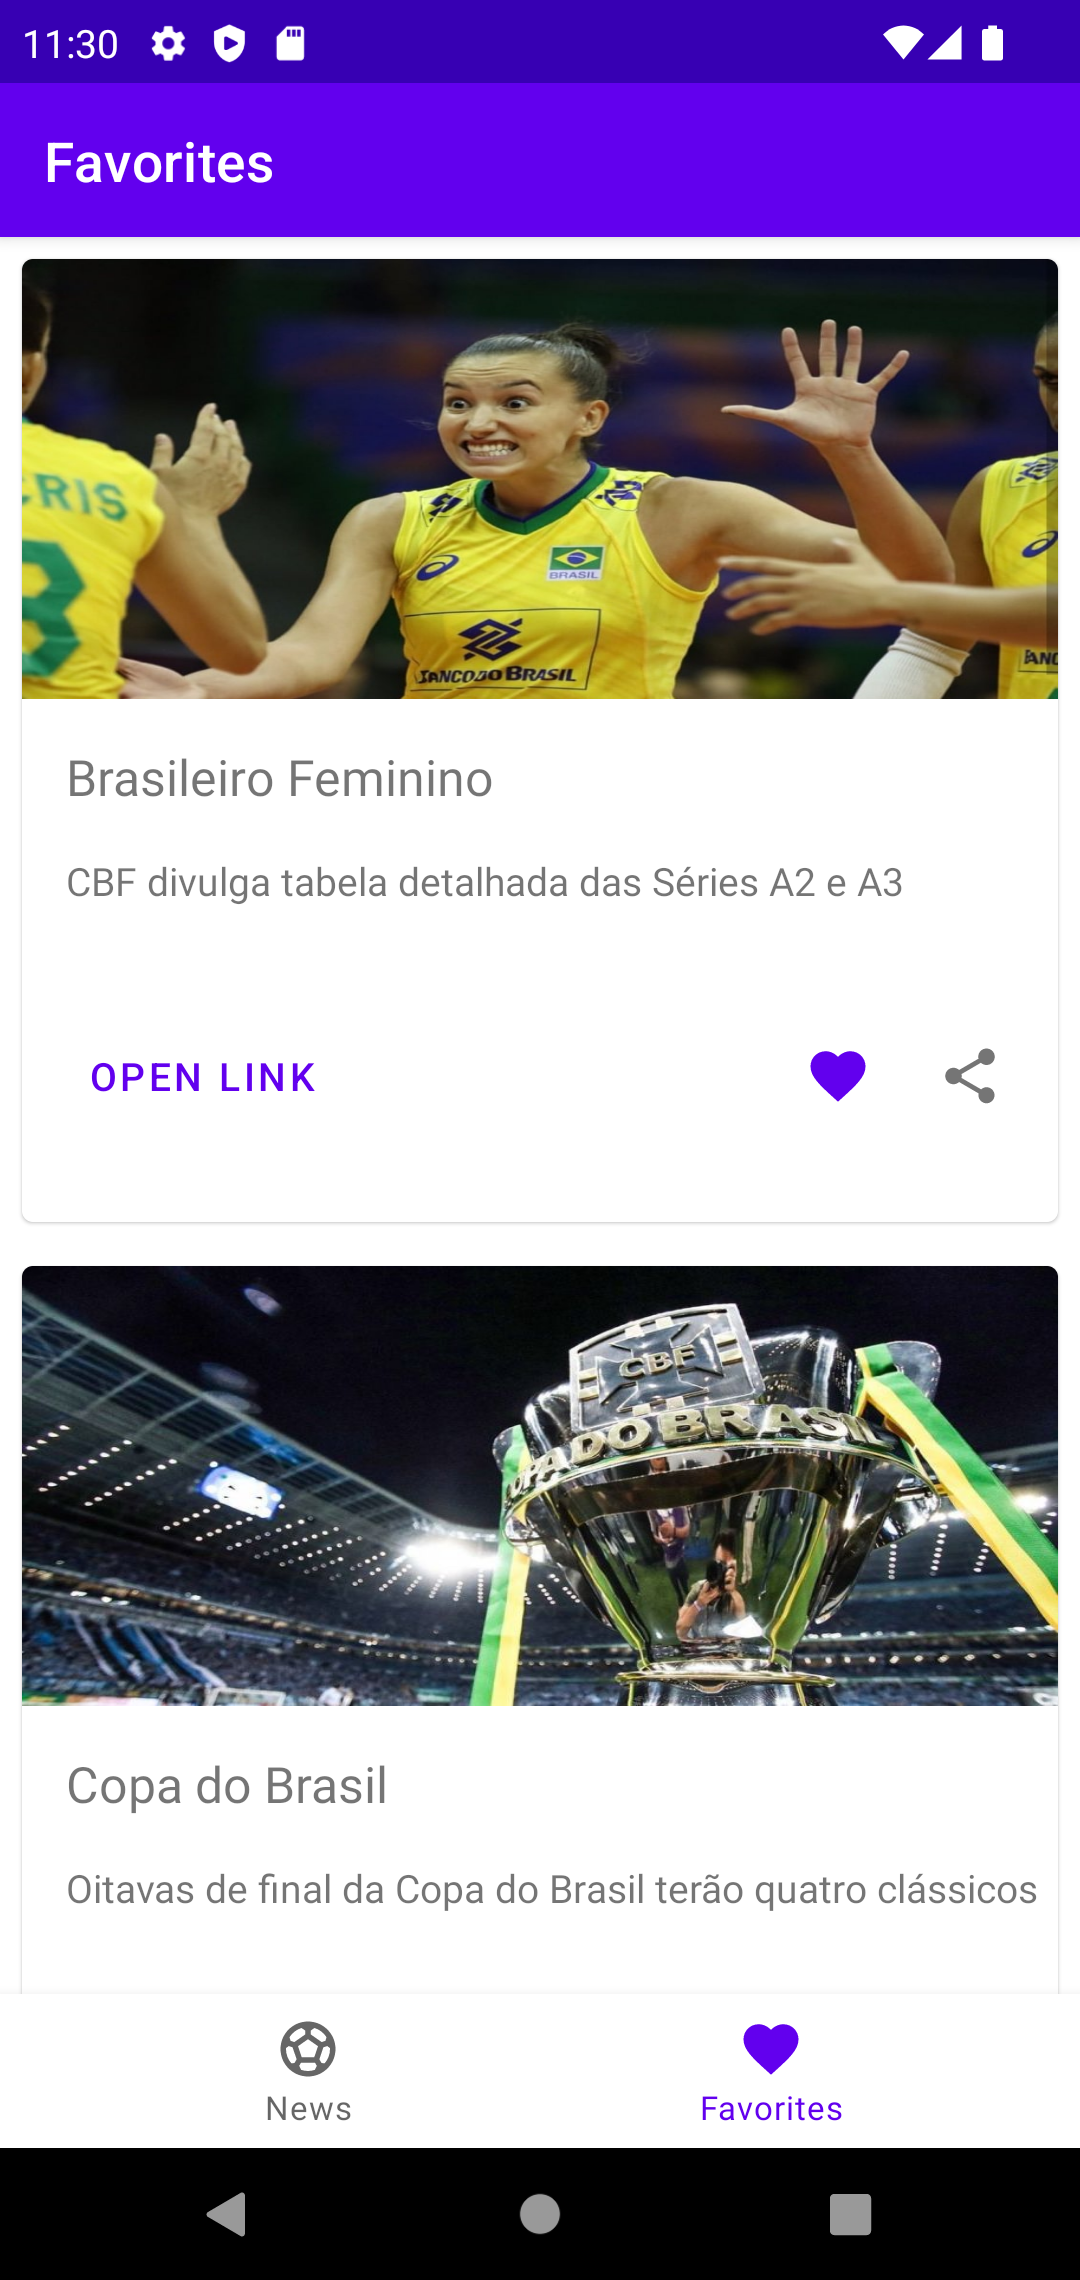 11:30
Favorites
CRIS
BRASIL
BANCO DO BRASIL
Brasileiro Feminino
CBF divulga tabela detalhada das Séries A2 e A3
OPEN LINK
CBF
COPA DO BRASIL
Copa do Brasil
Oitavas de final da Copa do Brasil terão quatro clássicos
News
Favorites